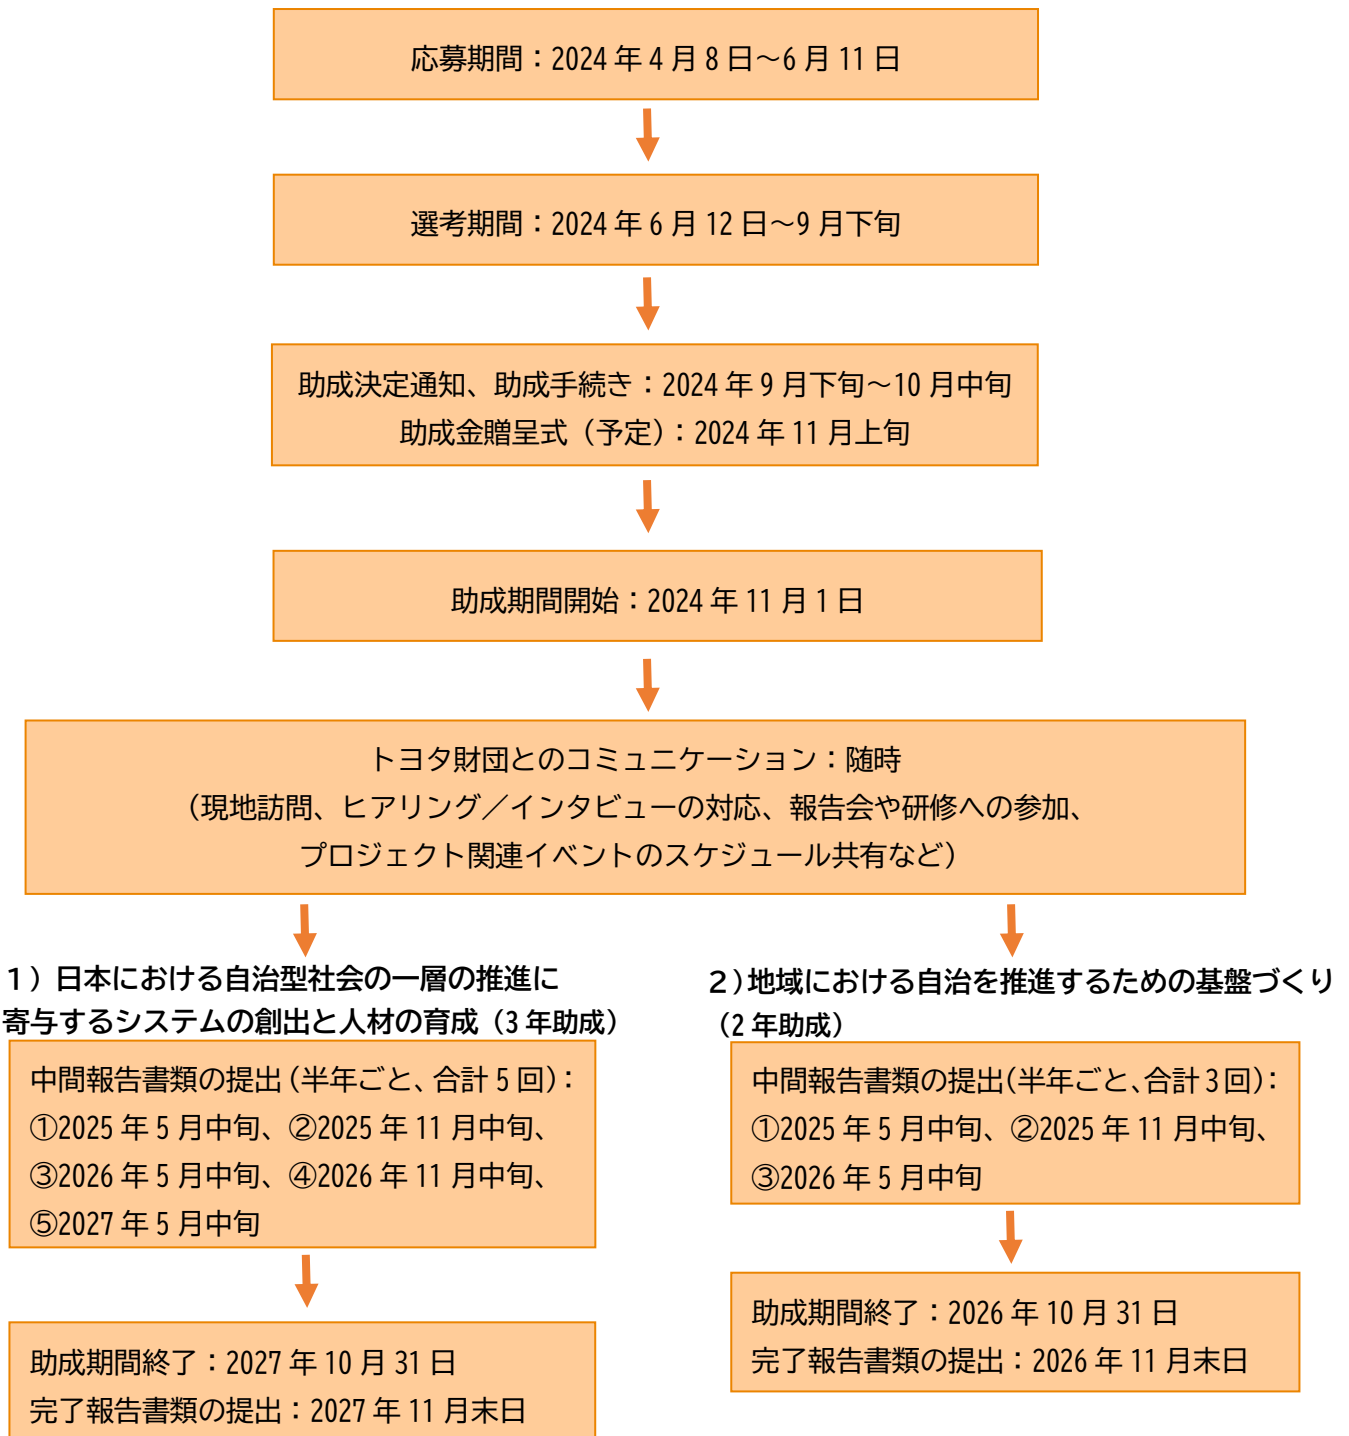 応募期間：2024年4月8日～6月11日
選考期間：2024年6月12日～9月下旬
助成決定通知、助成手続き：2024年9月下旬～10月中旬
助成金贈呈式（予定）：2024年11月上旬
助成期間開始：2024年11月1日
トヨタ財団とのコミュニケーション：随時
（現地訪問、ヒアリング／インタビューの対応、報告会や研修への参加、
プロジェクト関連イベントのスケジュール共有など）
１）日本における自治型社会の一層の推進に
寄与するシステムの創出と人材の育成（3年助成）
中間報告書類の提出（半年ごと、合計5回）：
①2025年5月中旬、②2025年11月中旬、
③2026年5月中旬、④2026年11月中旬、
⑤2027年5月中旬
助成期間終了：2027年10月31日
完了報告書類の提出：2027年11月末日
２）地域における自治を推進するための基盤づくり
（2年助成）
中間報告書類の提出（半年ごと、合計3回）：
①2025年5月中旬、②2025年11月中旬、
③2026年5月中旬
助成期間終了：2026年10月31日
完了報告書類の提出：2026年11月末日